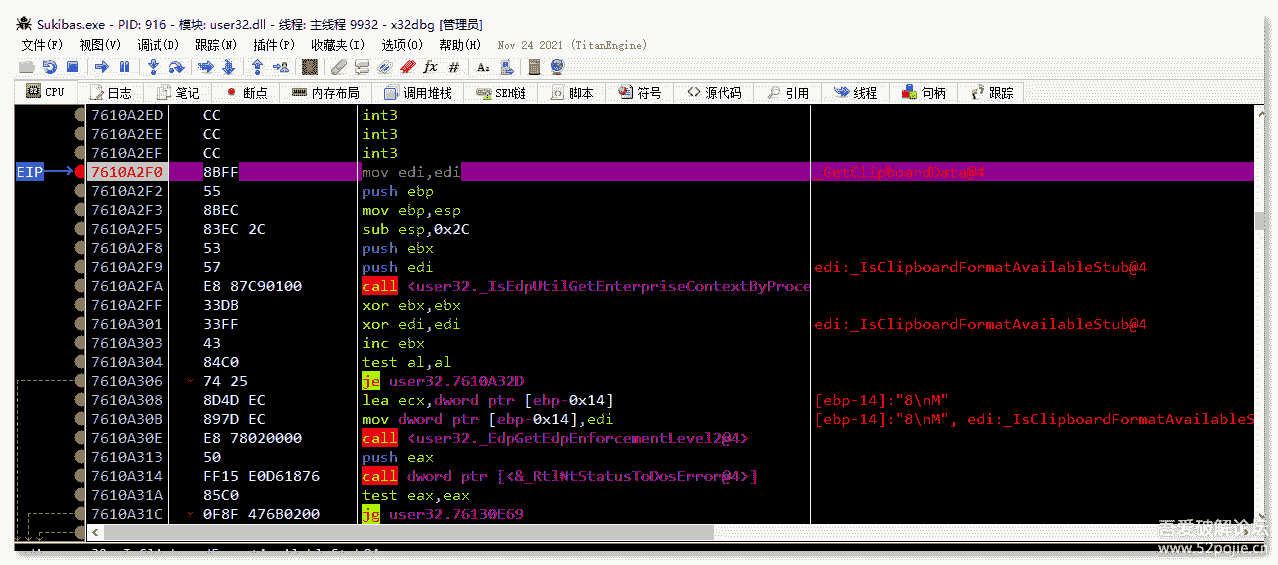 Sukibas.exe - PID: 916 - 模块: user32.dll - 线程: 主线程 9932 - x32dbg [管理员]
文件(F) 视图(V) 调试(D) 跟踪(N) 插件(P) 收藏夹(I) 选项(O) 帮助(H) Nov 24 2021 (TitanEngine)
CPU 日志 笔记 断点 内存布局 调用堆栈 SEH链 脚本 符号 源代码 引用 线程 句柄 跟踪
7610A2ED CC int3
7610A2EE CC int3
7610A2EF CC int3
EIP 7610A2F0 8BFF mov edi,edi GetClipboardData@4
7610A2F2 55 push ebp
7610A2F3 8BEC mov ebp,esp
7610A2F5 83EC 2C sub esp,0x2C
7610A2F8 53 push ebx
7610A2F9 57 push edi edi:_IsClipboardFormatAvailableStub@4
7610A2FA E8 87C90100 call <user32._IsEdpUtilGetEnterpriseContextByProce
7610A2FF 33DB xor ebx,ebx
7610A301 33FF xor edi,edi edi:_IsClipboardFormatAvailableStub@4
7610A303 43 inc ebx
7610A304 84C0 test al,al
7610A306 74 25 je user32.7610A32D
7610A308 8D4D EC lea ecx,dword ptr [ebp-0x14] [ebp-14]:"8\nM"
7610A30B 897D EC mov dword ptr [ebp-0x14],edi [ebp-14]:"8\nM", edi:_IsClipboardFormatAvailableS
7610A30E E8 78020000 call <user32._EdpGetEdpEnforcementLevel2@4>
7610A313 50 push eax
7610A314 FF15 E0D61876 call dword ptr [<&_RtlNtStatusToDosError@4>]
7610A31A 85C0 test eax,eax
7610A31C 0F8F 476B0200 jg user32.76130E69
吾爱破解论坛
www.52pojie.cn